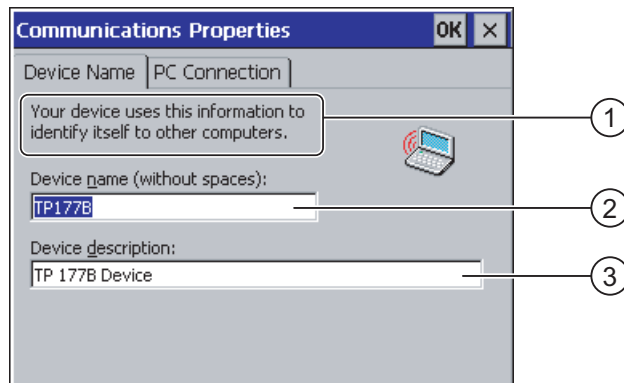 Communications Properties OK ×
Device Name PC Connection
Your device uses this information to
identify itself to other computers.
1
Device name (without spaces):
TP177B
2
Device description:
TP 177B Device
3